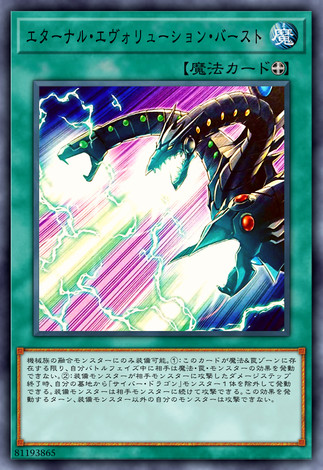 エターナル・エヴォリューション・バースト
魔
【魔法カード】
機械族の融合モンスターにのみ装備可能。①：このカードが魔法&罠ゾーンに存
在する限り、自分バトルフェイズ中に相手は魔法・罠・モンスターの効果を発動
できない。②：装備モンスターが相手モンスターに攻撃したダメージステップ
終了時、自分の墓地から「サイバー・ドラゴン」モンスター１体を除外して発動
できる。装備モンスターは相手モンスターに続けて攻撃できる。この効果を発
動するターン、装備モンスター以外の自分のモンスターは攻撃できない。
81193865